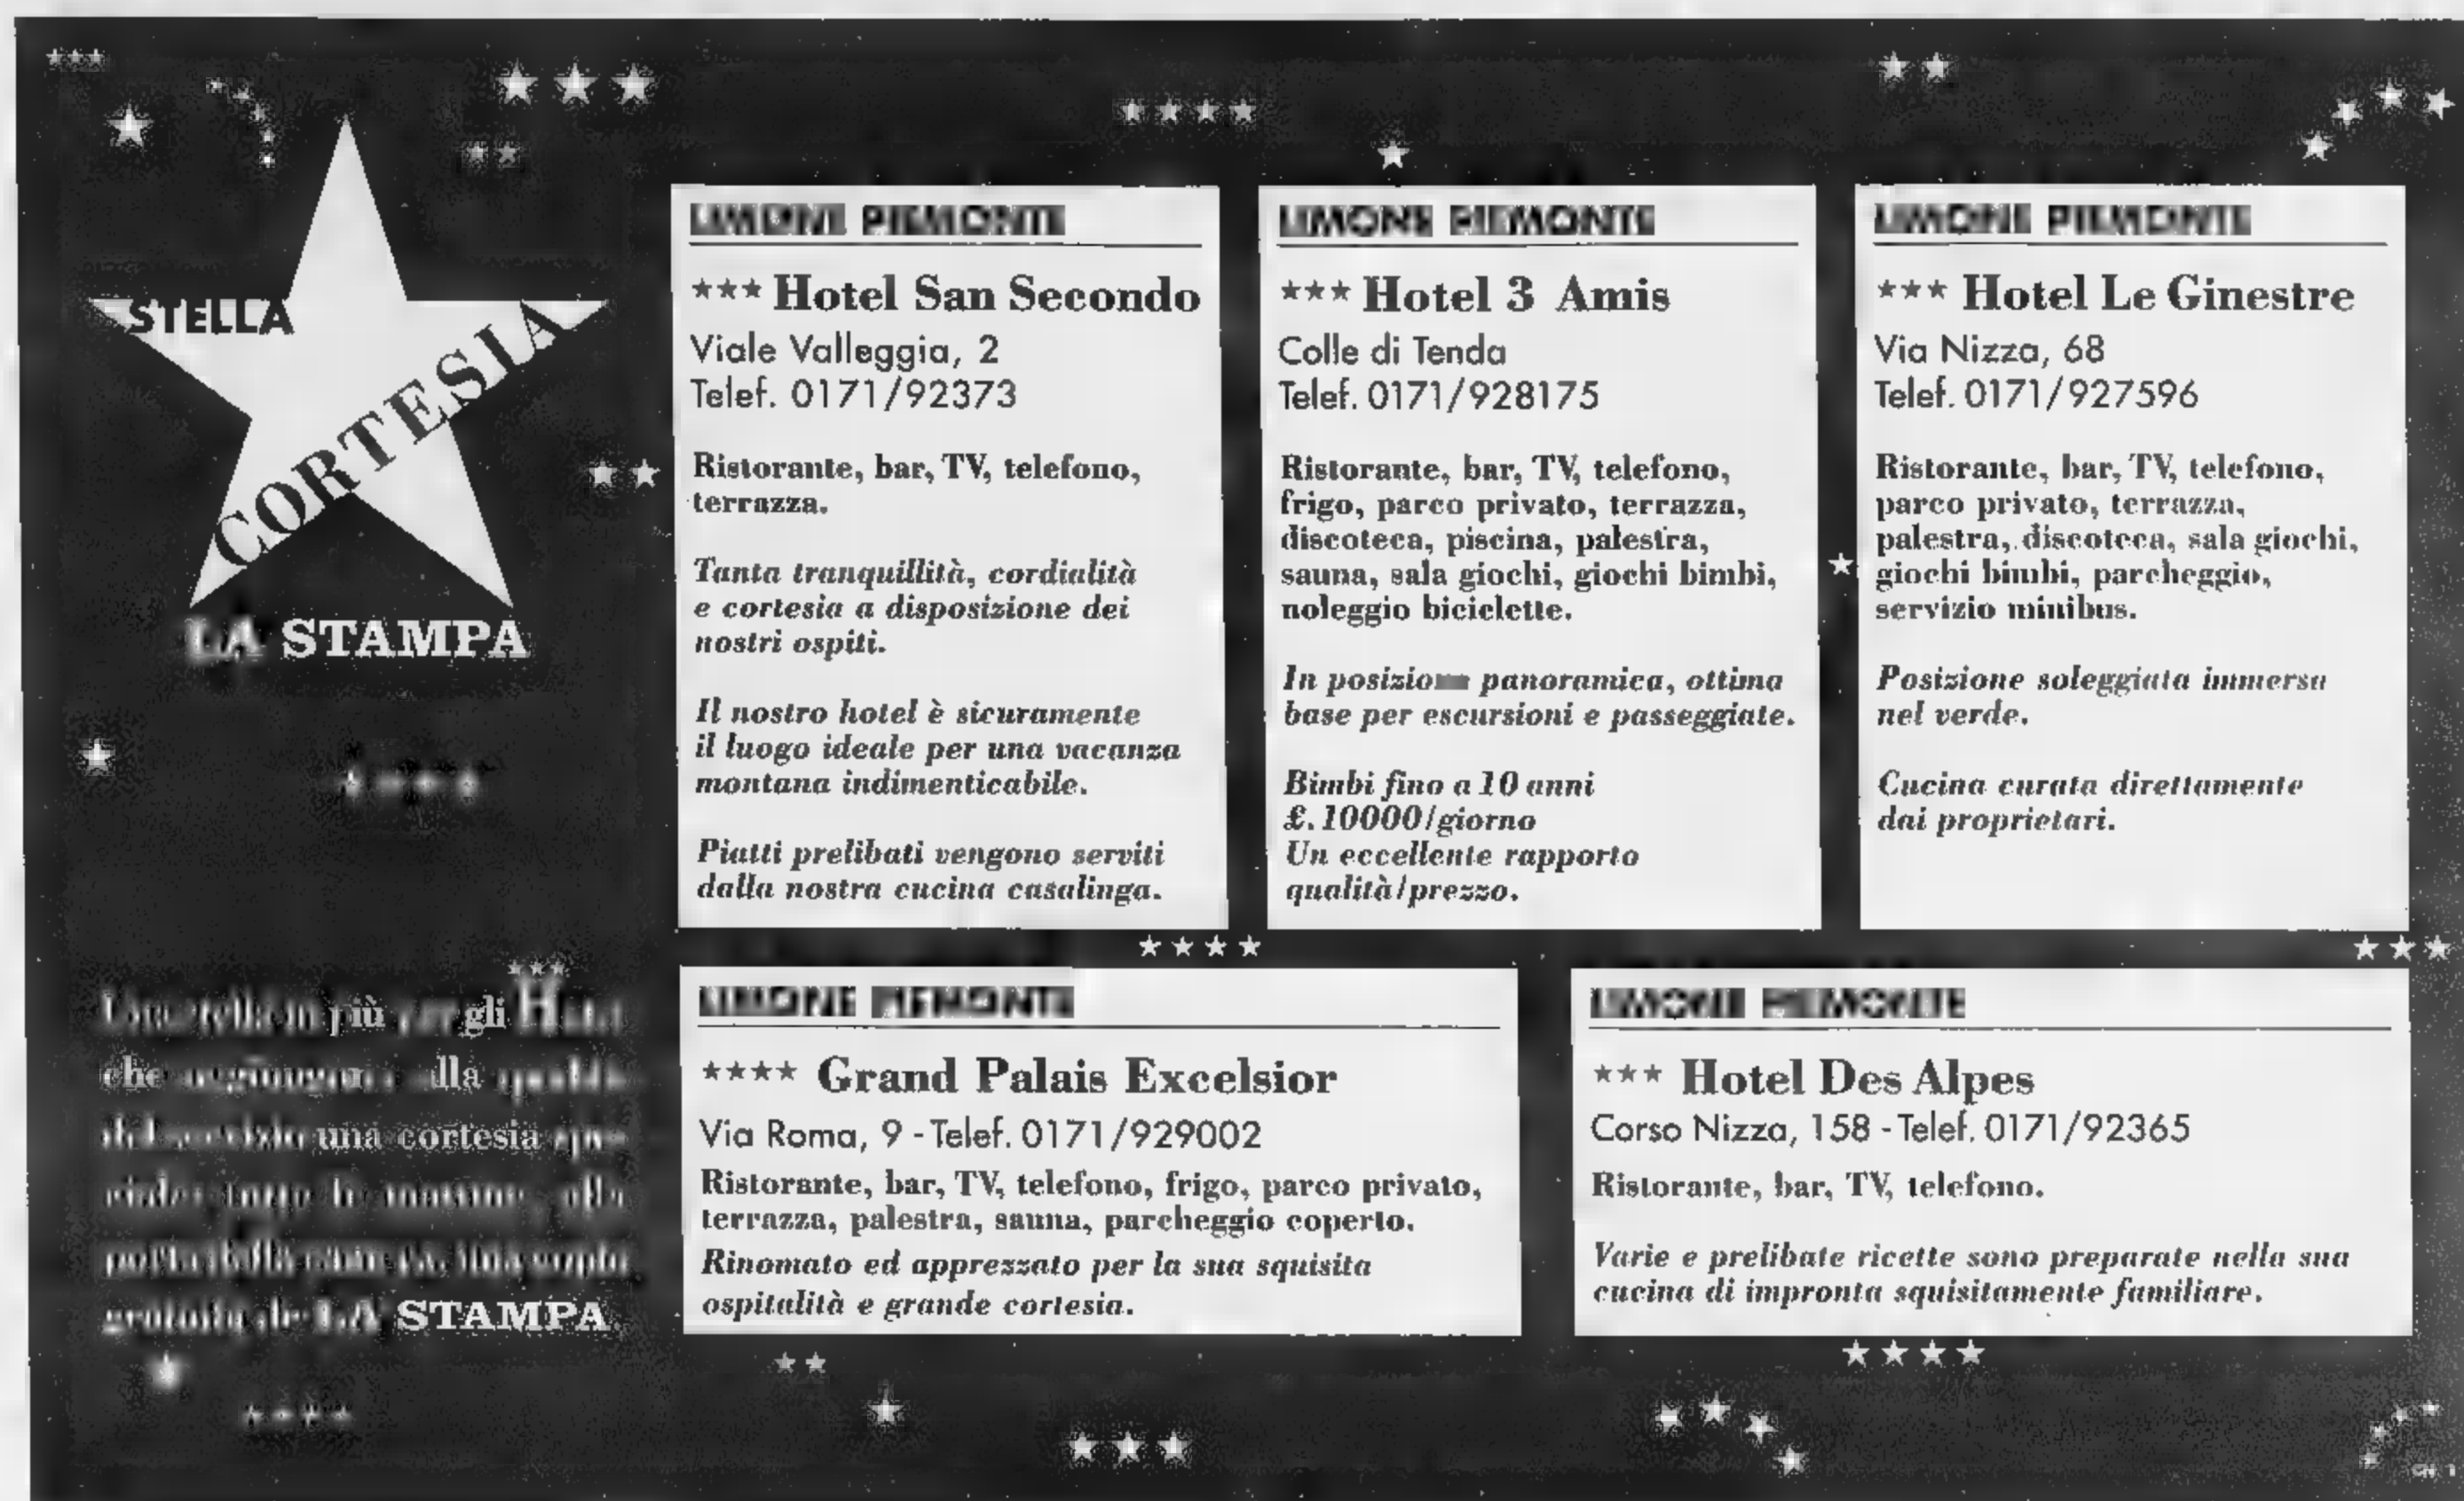 STELLA
CORTESIA
LA STAMPA
più gli
che alla
una cortesia
LA STAMPA
LIMONE PIEMONTE
*** Hotel San Secondo
Viale Valleggia, 2
Telef. 0171/92373
Ristorante, bar, TV, telefono,
terrazza.
Tanta tranquillità, cordialità
e cortesia a disposizione dei
nostri ospiti.
Il nostro hotel è sicuramente
il luogo ideale per una vacanza
montana indimenticabile.
Piatti prelibati vengono serviti
dalla nostra cucina casalinga.
LIMONE PIEMONTE
*** Hotel 3 Amis
Colle di Tenda
Telef. 0171/928175
Ristorante, bar, TV, telefono,
frigo, parco privato, terrazza,
discoteca, piscina, palestra,
sauna, sala giochi, giochi bimbi,
noleggio biciclette.
In posizione panoramica, ottima
base per escursioni e passeggiate.
Bimbi fino a 10 anni
£.10000/giorno
Un eccellente rapporto
qualità/prezzo.
LIMONE PIEMONTE
*** Hotel Le Ginestre
Via Nizza, 68
Telef. 0171/927596
Ristorante, bar, TV, telefono,
parco privato, terrazza,
palestra, discoteca, sala giochi,
giochi bimbi, parcheggio,
servizio minibus.
Posizione soleggiata immersa
nel verde.
Cucina curata direttamente
dai proprietari.
LIMONE PIEMONTE
**** Grand Palais Excelsior
Via Roma, 9 - Telef. 0171/929002
Ristorante, bar, TV, telefono, frigo, parco privato,
terrazza, palestra, sauna, parcheggio coperto.
Rinomato ed apprezzato per la sua squisita
ospitalità e grande cortesia.
LIMONE PIEMONTE
*** Hotel Des Alpes
Corso Nizza, 158 - Telef. 0171/92365
Ristorante, bar, TV, telefono.
Varie e prelibate ricette sono preparate nella sua
cucina di impronta squisitamente familiare.